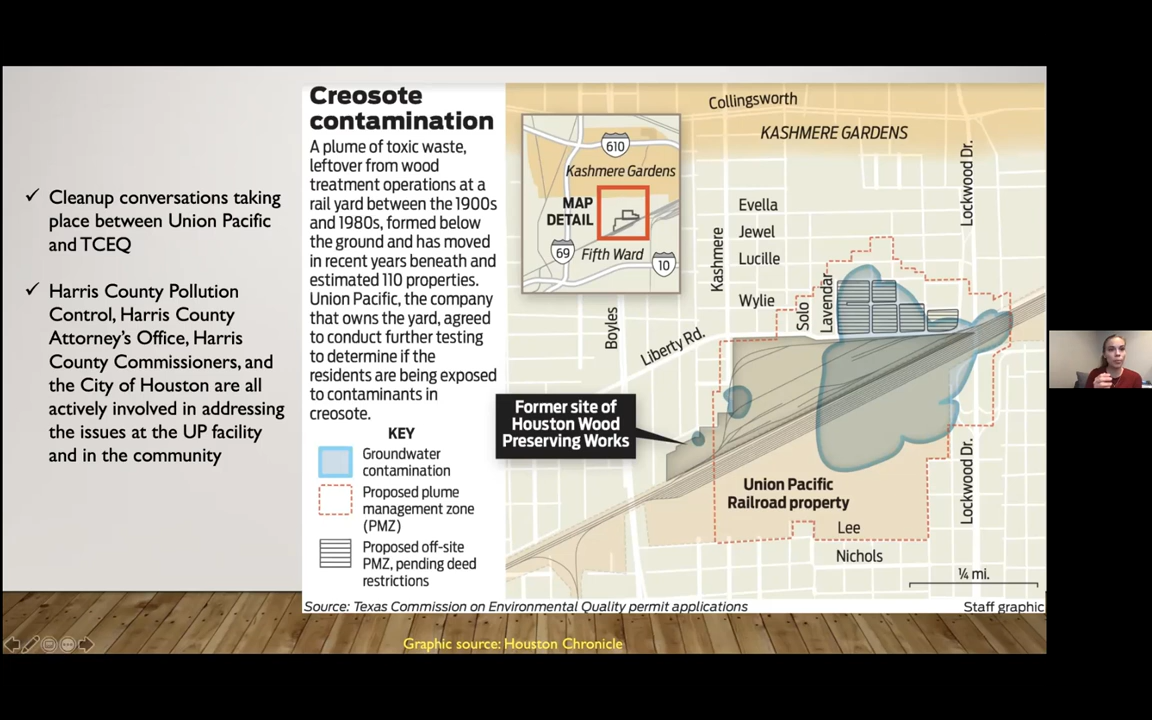 ✓ Cleanup conversations taking
place between Union Pacific
and TCEQ
✓ Harris County Pollution
Control, Harris County
Attorney's Office, Harris
County Commissioners, and
the City of Houston are all
actively involved in addressing
the issues at the UP facility
and in the community
Creosote
contamination
A plume of toxic waste,
leftover from wood
treatment operations at a
rail yard between the 1900s
and 1980s, formed below
the ground and has moved
in recent years beneath and
estimated 110 properties.
Union Pacific, the company
that owns the yard, agreed
to conduct further testing
to determine if the
residents are being exposed
to contaminants in
creosote.
KEY
Groundwater
contamination
Proposed plume
management zone
(PMZ)
Proposed off-site
PMZ, pending deed
restrictions
610
Kashmere Gardens
MAP
DETAIL
69
Fifth Ward
10
Collingsworth
KASHMERE GARDENS
Lockwood Dr.
Evella
Jewel
Lucille
Wylie
Kashmere
Solo
Lavendar
Boyles
Liberty Rd.
Former site of
Houston Wood
Preserving Works
Union Pacific
Railroad property
Lockwood Dr.
Lee
Nichols
¼ mi.
Source: Texas Commission on Environmental Quality permit applications
Staff graphic
Graphic source: Houston Chronicle